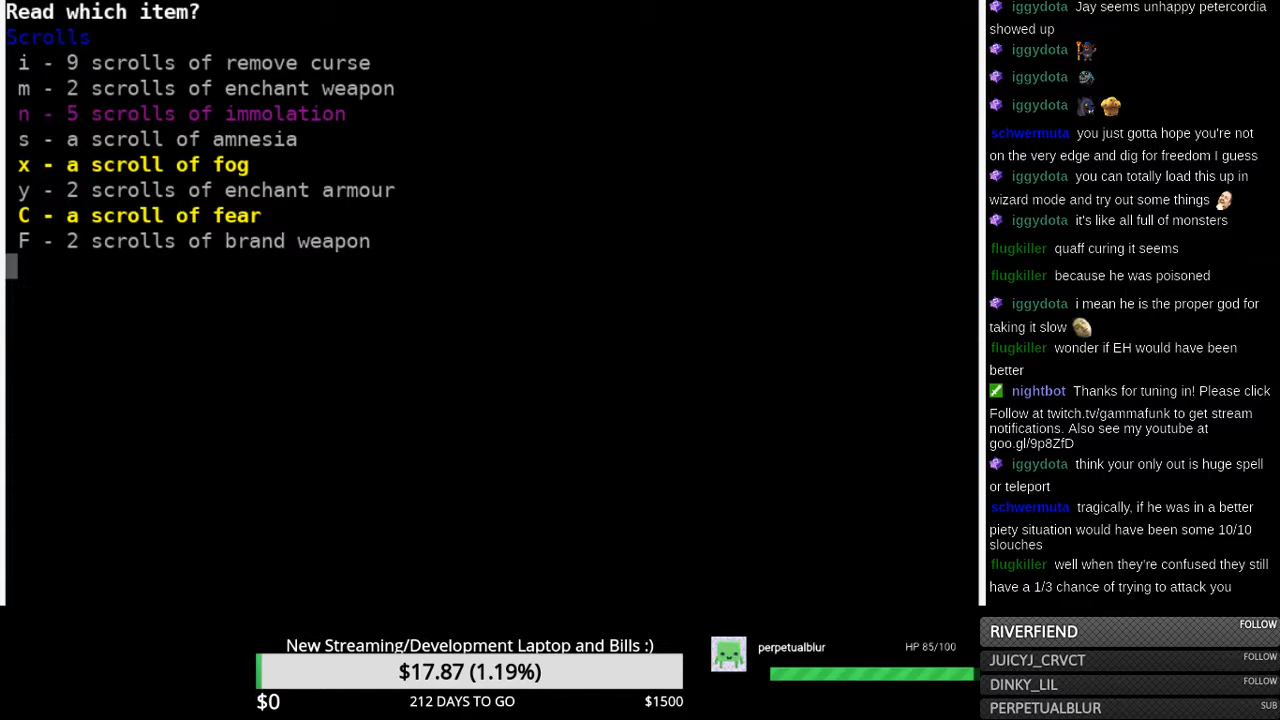 Read which item?
Scrolls
i - 9 scrolls of remove curse
m - 2 scrolls of enchant weapon
n - 5 scrolls of immolation
s - a scroll of amnesia
x - a scroll of fog
y - 2 scrolls of enchant armour
C - a scroll of fear
F - 2 scrolls of brand weapon
iggydota Jay seems unhappy petercordia
showed up
iggydota
iggydota
iggydota
schwermuta you just gotta hope you're not
on the very edge and dig for freedom I guess
iggydota you can totally load this up in
wizard mode and try out some things
iggydota it's like all full of monsters
flugkiller quaff curing it seems
flugkiller because he was poisoned
iggydota i mean he is the proper god for
taking it slow
flugkiller wonder if EH would have been
better
nightbot Thanks for tuning in! Please click
Follow at twitch.tv/gammafunk to get stream
notifications. Also see my youtube at
goo.gl/9p8ZfD
iggydota think your only out is huge spell
or teleport
schwermuta tragically, if he was in a better
piety situation would have been some 10/10
slouches
flugkiller well when they're confused they still
have a 1/3 chance of trying to attack you
New Streaming/Development Laptop and Bills :)
$17.87 (1.19%)
$0 212 DAYS TO GO $1500
perpetualblur HP 85/100
RIVERFIEND FOLLOW
JUICYJ_CRVCT FOLLOW
DINKY_LIL FOLLOW
PERPETUALBLUR SUB